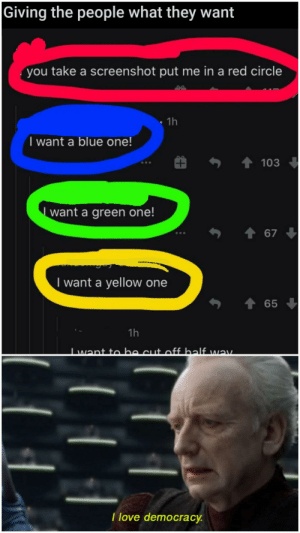 Giving the people what they want
you take a screenshot put me in a red circle
1h
I want a blue one!
103
I want a green one!
67
I want a yellow one
65
1h
I want to be cut off half way
I love democracy.